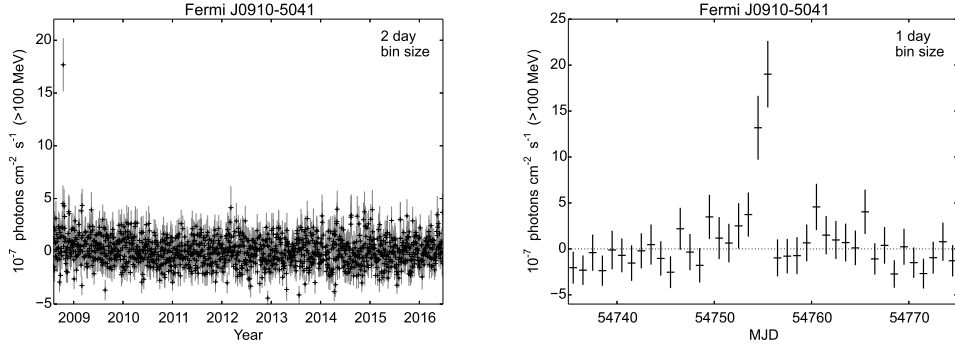 Fermi J0910-5041
2 day
bin size
10⁻⁷ photons cm⁻² s⁻¹ (>100 MeV)
20
15
10
5
0
−5
2009 2010 2011 2012 2013 2014 2015 2016
Year
Fermi J0910-5041
1 day
bin size
10⁻⁷ photons cm⁻² s⁻¹ (>100 MeV)
25
20
15
10
5
0
−5
54740 54750 54760 54770
MJD